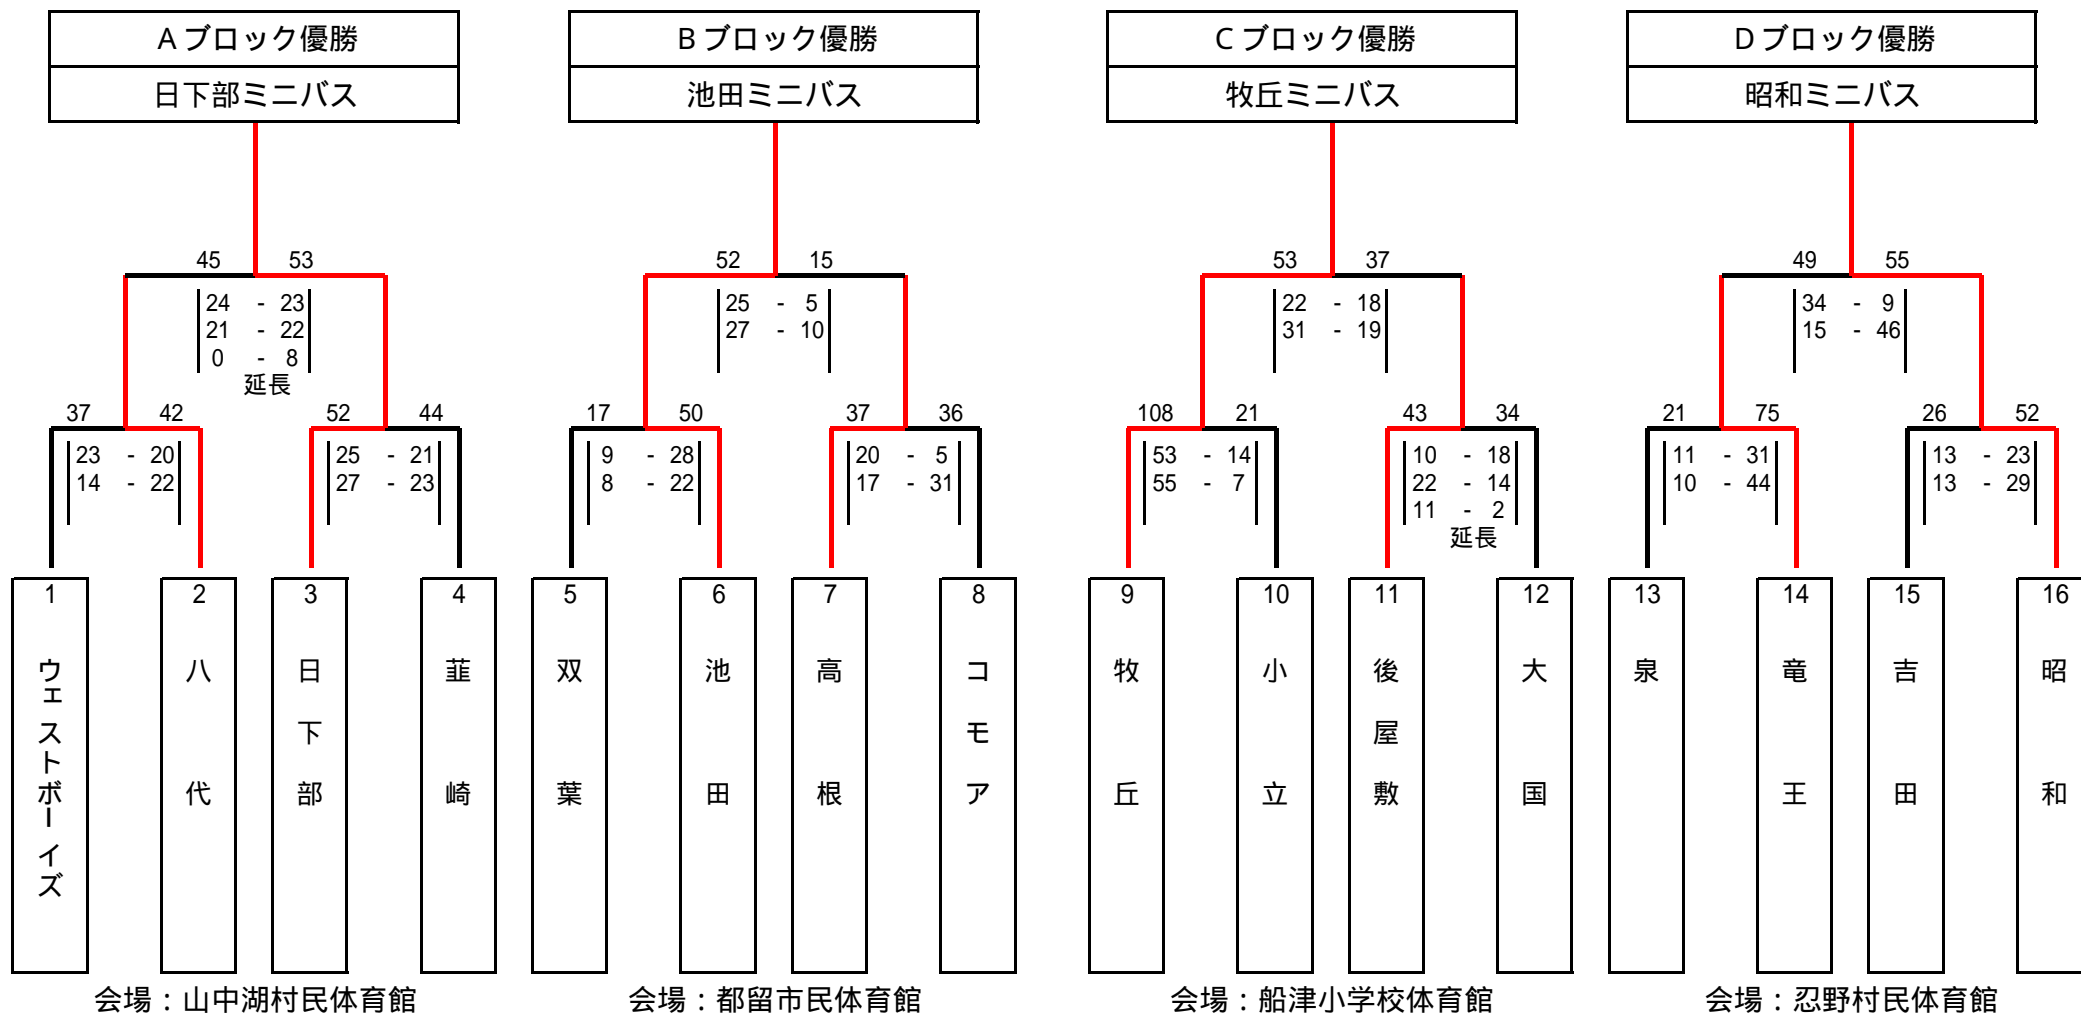 Aブロック優勝
日下部ミニバス
Bブロック優勝
池田ミニバス
Cブロック優勝
牧丘ミニバス
Dブロック優勝
昭和ミニバス
45 53
24 - 23
21 - 22
0 - 8
延長
52 15
25 - 5
27 - 10
53 37
22 - 18
31 - 19
49 55
34 - 9
15 - 46
37 42
23 - 20
14 - 22
52 44
25 - 21
27 - 23
17 50
9 - 28
8 - 22
37 36
20 - 5
17 - 31
108 21
53 - 14
55 - 7
43 34
10 - 18
22 - 14
11 - 2
延長
21 75
11 - 31
10 - 44
26 52
13 - 23
13 - 29
1
ウェストボーイズ
2
八代
3
日下部
4
韮崎
5
双葉
6
池田
7
高根
8
コモア
9
牧丘
10
小立
11
後屋敷
12
大国
13
泉
14
竜王
15
吉田
16
昭和
会場：山中湖村民体育館
会場：都留市民体育館
会場：船津小学校体育館
会場：忍野村民体育館